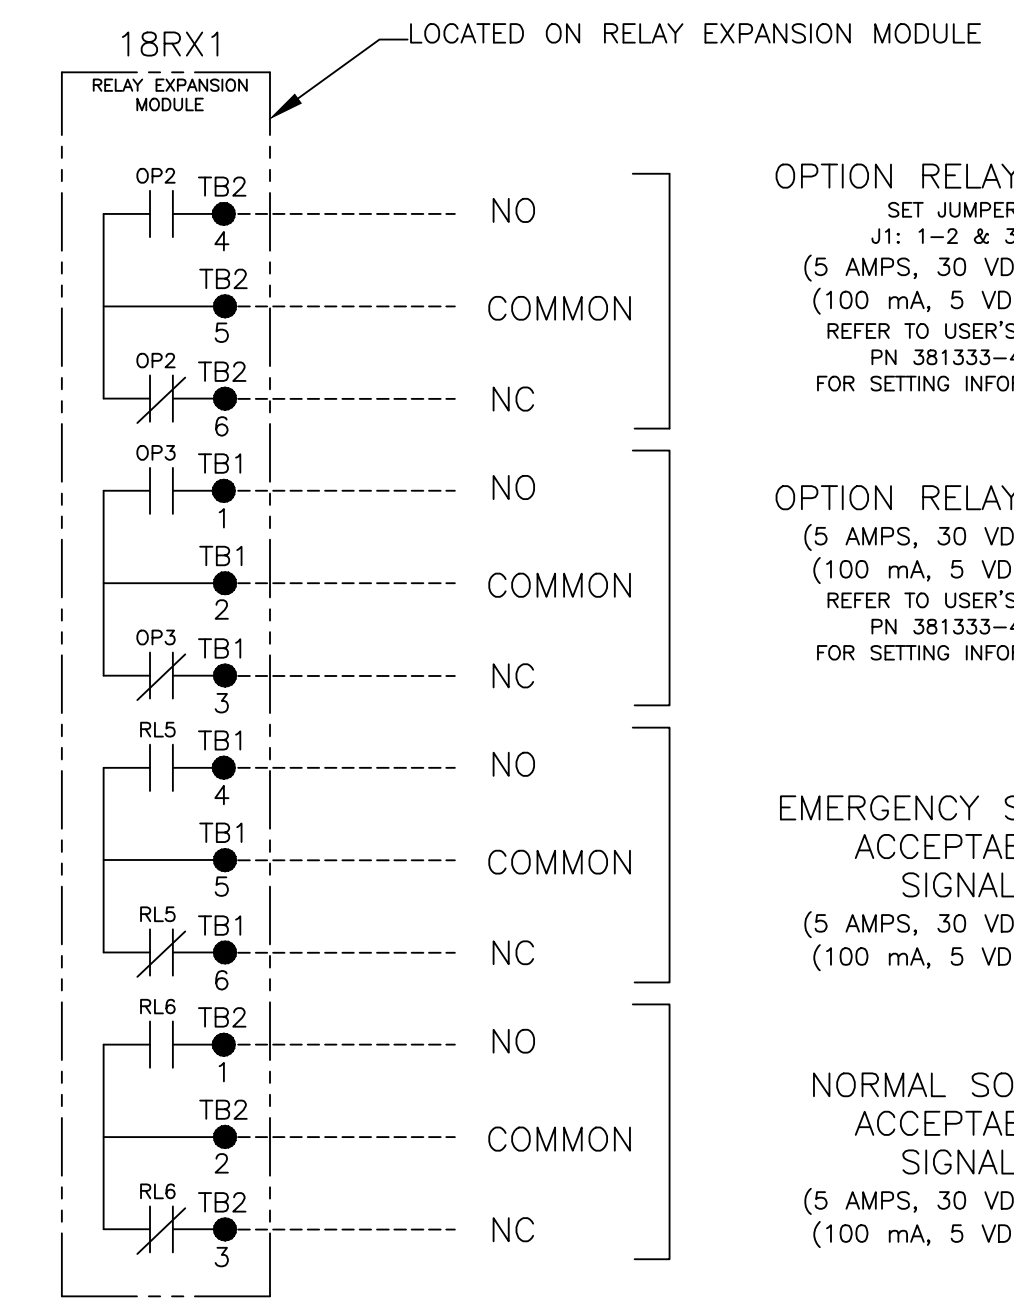 18RX1
LOCATED ON RELAY EXPANSION MODULE
RELAY EXPANSION
MODULE
OP2 TB2
4
NO
TB2
5
COMMON
OP2 TB2
6
NC
OPTION RELAY
SET JUMPER
J1: 1-2 & 3
(5 AMPS, 30 VD
(100 mA, 5 VD
REFER TO USER'S
PN 381333-4
FOR SETTING INFO
OP3 TB1
1
NO
TB1
2
COMMON
OP3 TB1
3
NC
OPTION RELAY
(5 AMPS, 30 VD
(100 mA, 5 VD
REFER TO USER'S
PN 381333-4
FOR SETTING INFO
RL5 TB1
4
NO
TB1
5
COMMON
RL5 TB1
6
NC
EMERGENCY S
ACCEPTAB
SIGNAL
(5 AMPS, 30 VD
(100 mA, 5 VD
RL6 TB2
1
NO
TB2
2
COMMON
RL6 TB2
3
NC
NORMAL SO
ACCEPTAB
SIGNAL
(5 AMPS, 30 VD
(100 mA, 5 VD